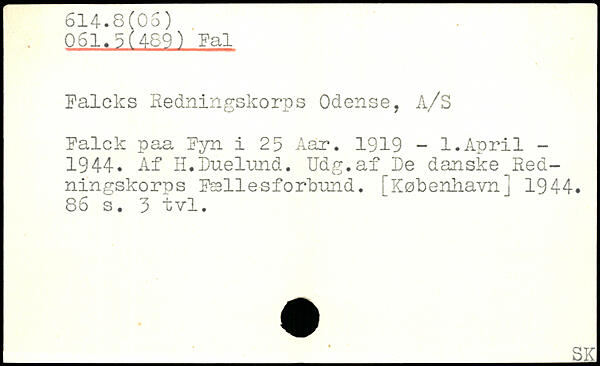 614.8(06)
061.5(489) Fal
Falcks Redningskorps Odense, A/S
Falck paa Fyn i 25 Aar. 1919 - 1.April -
1944. Af H.Duelund. Udg.af De danske Red-
ningskorps Fællesforbund. [København] 1944.
86 s. 3 tvl.
SK